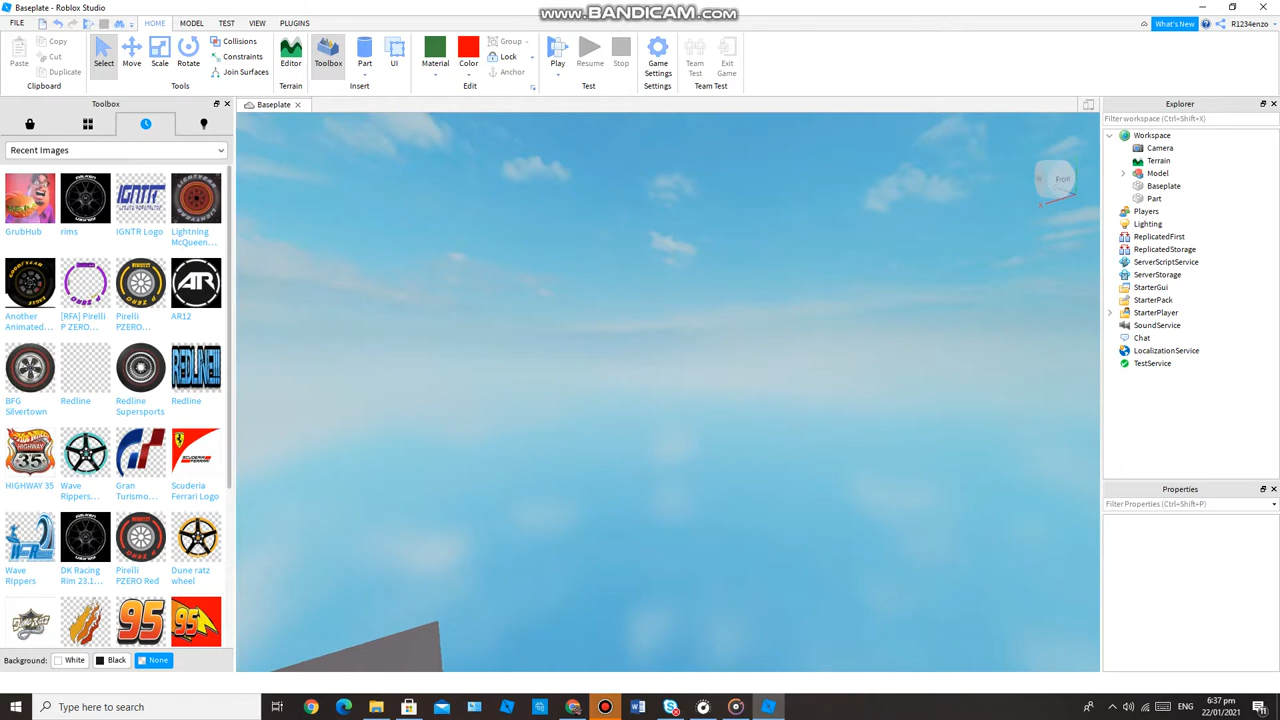 Baseplate - Roblox Studio
www.BANDICAM.com
FILE HOME MODEL TEST VIEW PLUGINS
What's New R1234enzo
Paste Copy Cut Duplicate
Clipboard
Select Move Scale Rotate
Collisions
Constraints
Join Surfaces
Tools
Editor
Terrain
Toolbox Part UI
Insert
Material Color
Group
Lock
Anchor
Edit
Play Resume Stop
Test
Game Settings
Settings
Team Test Exit Game
Team Test
Toolbox
Recent Images
GrubHub rims IGNTR Logo Lightning McQueen...
Another Animated... [RFA] Pirelli P ZERO... Pirelli PZERO... AR12
BFG Silvertown Redline Redline Supersports Redline
HIGHWAY 35 Wave Rippers... Gran Turismo... Scuderia Ferrari Logo
Wave RIppers DK Racing Rim 23.1... Pirelli PZERO Red Dune ratz wheel
95 95
Background: White Black None
Baseplate
Front
X
Explorer
Filter workspace (Ctrl+Shift+X)
Workspace
Camera
Terrain
Model
Baseplate
Part
Players
Lighting
ReplicatedFirst
ReplicatedStorage
ServerScriptService
ServerStorage
StarterGui
StarterPack
StarterPlayer
SoundService
Chat
LocalizationService
TestService
Properties
Filter Properties (Ctrl+Shift+P)
Type here to search
6:37 pm
22/01/2021